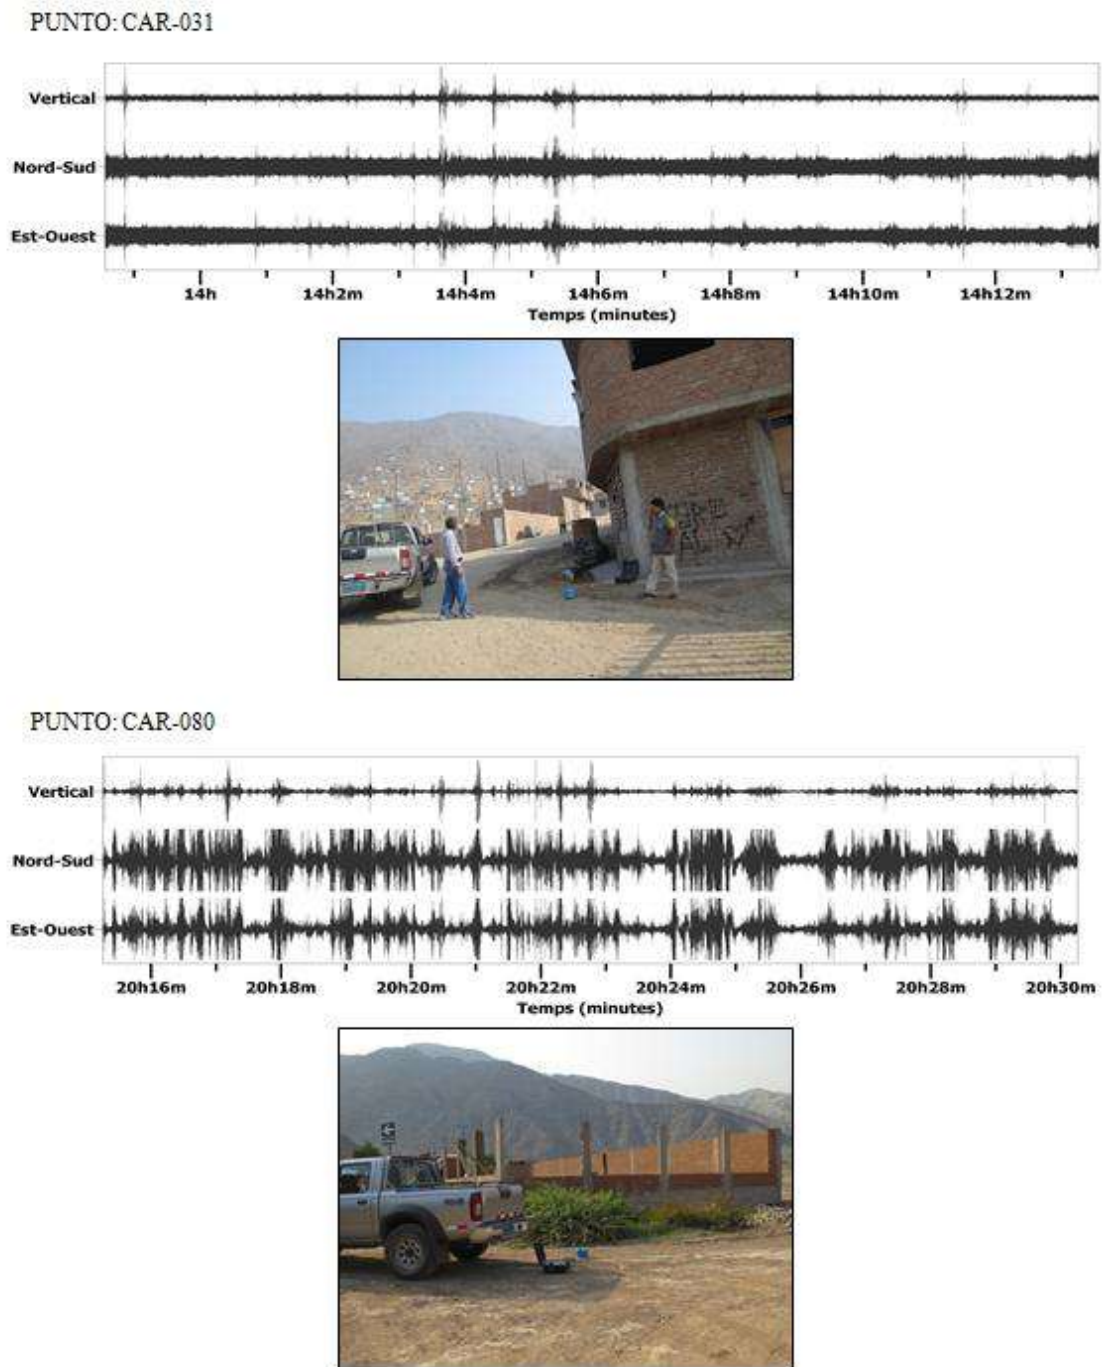 PUNTO: CAR-031
Vertical
Nord-Sud
Est-Ouest
14h 14h2m 14h4m 14h6m 14h8m 14h10m 14h12m
Temps (minutes)
PUNTO: CAR-080
Vertical
Nord-Sud
Est-Ouest
20h16m 20h18m 20h20m 20h22m 20h24m 20h26m 20h28m 20h30m
Temps (minutes)